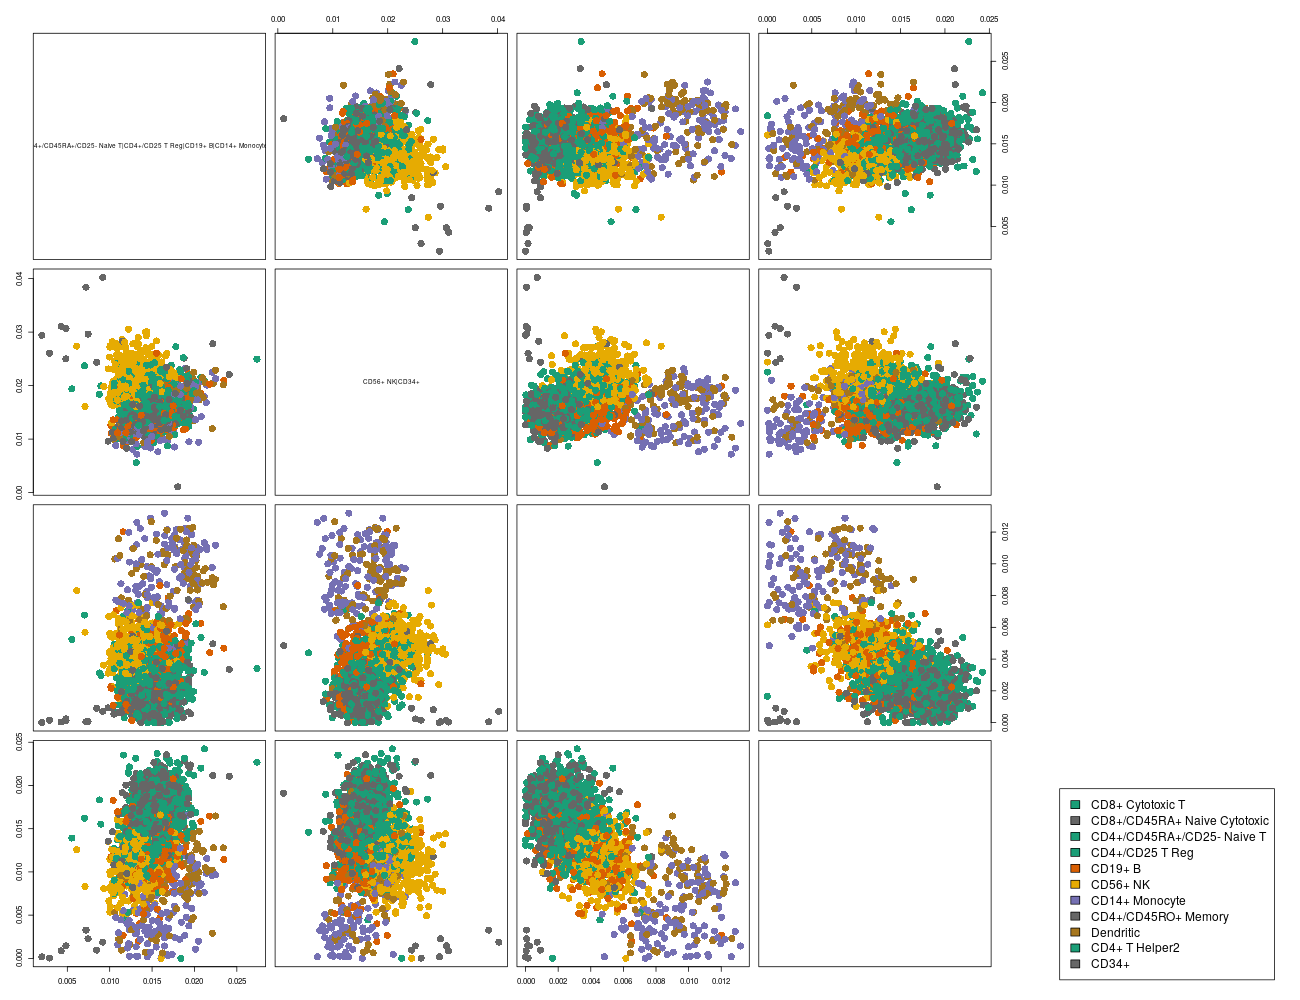 0.00 0.01 0.02 0.03 0.04
0.000 0.005 0.010 0.015 0.020 0.025
0.005 0.010 0.015 0.020 0.025
4+/CD45RA+/CD25- Naive T|CD4+/CD25 T Reg|CD19+ B|CD14+ Monocyt
0.00 0.01 0.02 0.03 0.04
CD56+ NK|CD34+
0.000 0.002 0.004 0.006 0.008 0.010 0.012
0.000 0.005 0.010 0.015 0.020 0.025
0.005 0.010 0.015 0.020 0.025
0.000 0.002 0.004 0.006 0.008 0.010 0.012
CD8+ Cytotoxic T
CD8+/CD45RA+ Naive Cytotoxic
CD4+/CD45RA+/CD25- Naive T
CD4+/CD25 T Reg
CD19+ B
CD56+ NK
CD14+ Monocyte
CD4+/CD45RO+ Memory
Dendritic
CD4+ T Helper2
CD34+